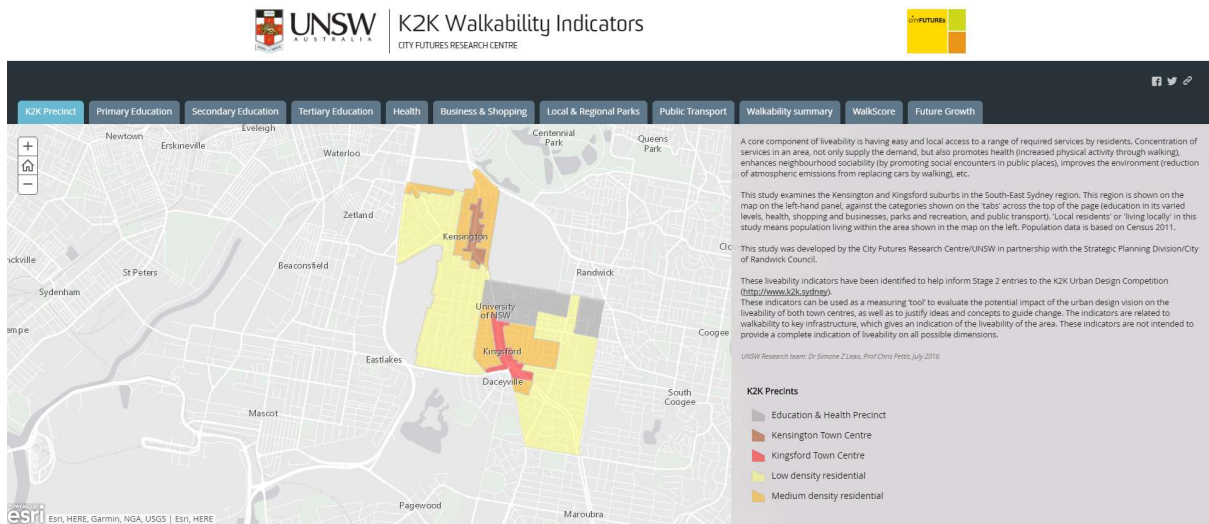 UNSW
AUSTRALIA
K2K Walkability Indicators
CITY FUTURES RESEARCH CENTRE
CITYFUTURES
K2K Precinct
Primary Education
Secondary Education
Tertiary Education
Health
Business & Shopping
Local & Regional Parks
Public Transport
Walkability summary
WalkScore
Future Growth
Newtown
Erskineville
Eveleigh
Waterloo
Centennial Park
Queens Park
Zetland
Kensington
Clo
nckville
St Peters
Beaconsfield
Randwick
Sydenham
University of NSW
empe
Coogee
Kingsford
Eastlakes
Daceyville
South Coogee
Mascot
Pagewood
Maroubra
POWERED BY
esri
Esri, HERE, Garmin, NGA, USGS | Esri, HERE
A core component of liveability is having easy and local access to a range of required services by residents. Concentration of
services in an area, not only supply the demand, but also promotes health (increased physical activity through walking),
enhances neighbourhood sociability (by promoting social encounters in public places), improves the environment (reduction
of atmospheric emissions from replacing cars by walking), etc.
This study examines the Kensington and Kingsford suburbs in the South-East Sydney region. This region is shown on the
map on the left-hand panel, against the categories shown on the 'tabs' across the top of the page (education in its varied
levels, health, shopping and businesses, parks and recreation, and public transport). 'Local residents' or 'living locally' in this
study means population living within the area shown in the map on the left. Population data is based on Census 2011.
This study was developed by the City Futures Research Centre/UNSW in partnership with the Strategic Planning Division/City
of Randwick Council.
These liveability indicators have been identified to help inform Stage 2 entries to the K2K Urban Design Competition
(http://www.k2k.sydney).
These indicators can be used as a measuring 'tool' to evaluate the potential impact of the urban design vision on the
liveability of both town centres, as well as to justify ideas and concepts to guide change. The indicators are related to
walkability to key infrastructure, which gives an indication of the liveability of the area. These indicators are not intended to
provide a complete indication of liveability on all possible dimensions.
UNSW Research team: Dr Simone Z Leao, Prof Chris Pettit, July 2016.
K2K Precints
Education & Health Precinct
Kensington Town Centre
Kingsford Town Centre
Low density residential
Medium density residential